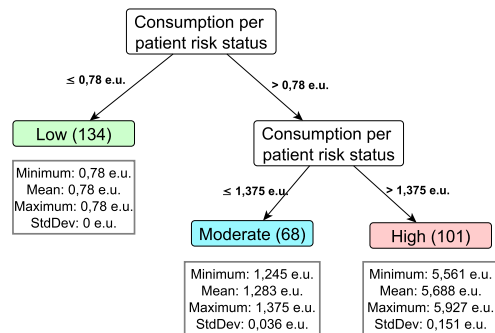 Consumption per
patient risk status
≤ 0,78 e.u.
> 0,78 e.u.
Low (134)
Minimum: 0,78 e.u.
Mean: 0,78 e.u.
Maximum: 0,78 e.u.
StdDev: 0 e.u.
Consumption per
patient risk status
≤ 1,375 e.u.
> 1,375 e.u.
Moderate (68)
High (101)
Minimum: 1,245 e.u.
Mean: 1,283 e.u.
Maximum: 1,375 e.u.
StdDev: 0,036 e.u.
Minimum: 5,561 e.u.
Mean: 5,688 e.u.
Maximum: 5,927 e.u.
StdDev: 0,151 e.u.